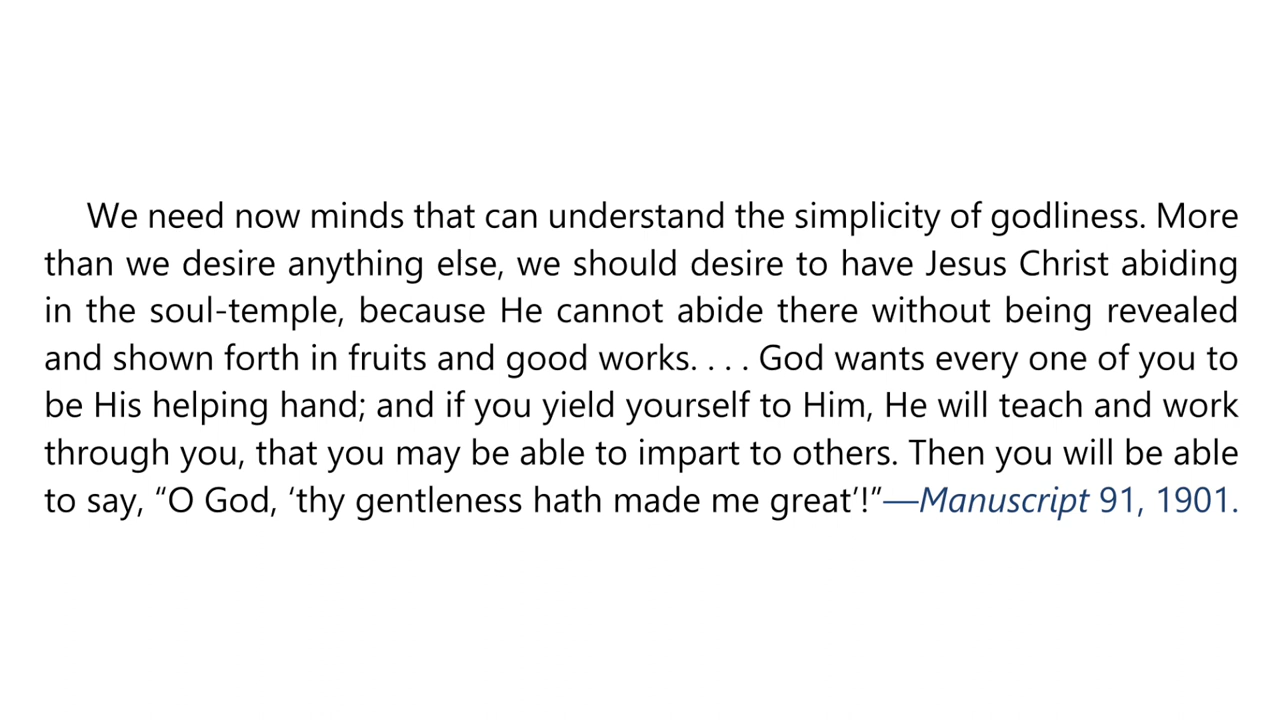 We need now minds that can understand the simplicity of godliness. More
than we desire anything else, we should desire to have Jesus Christ abiding
in the soul-temple, because He cannot abide there without being revealed
and shown forth in fruits and good works. . . . God wants every one of you to
be His helping hand; and if you yield yourself to Him, He will teach and work
through you, that you may be able to impart to others. Then you will be able
to say, “O God, ‘thy gentleness hath made me great’!”—Manuscript 91, 1901.